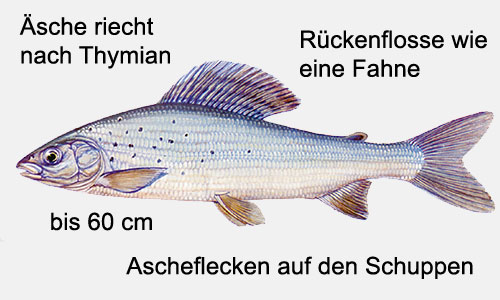 Äsche riecht
nach Thymian
Rückenflosse wie
eine Fahne
bis 60 cm
Ascheflecken auf den Schuppen